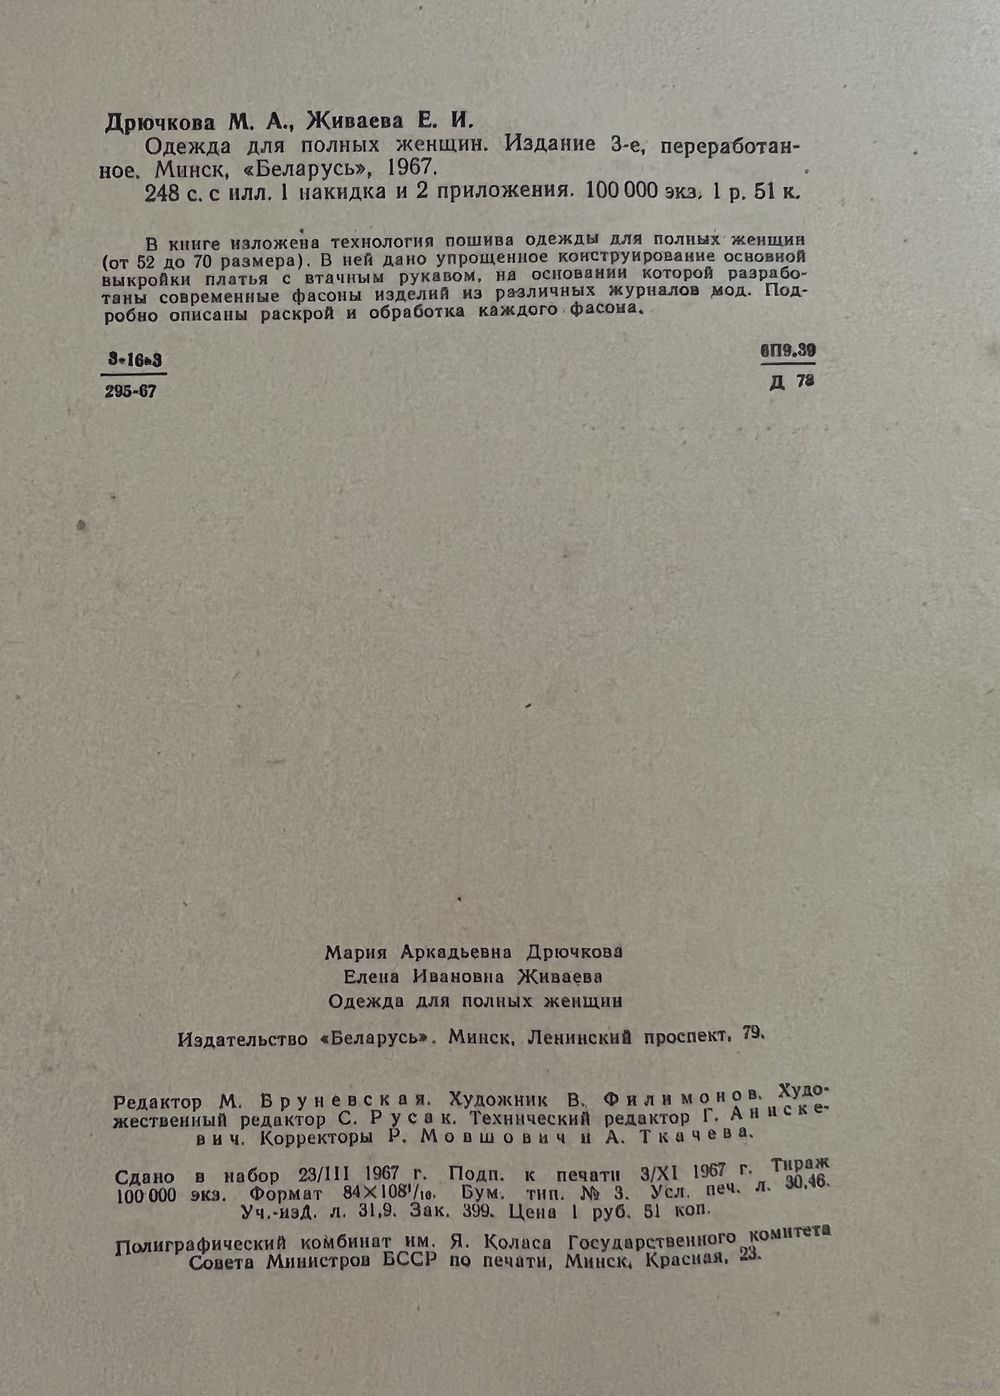 Дрючкова М. А., Живаева Е. И.
Одежда для полных женщин. Издание 3-е, переработан-
ное. Минск, «Беларусь», 1967.
248 с. с илл. 1 накидка и 2 приложения. 100 000 экз. 1 р. 51 к.
В книге изложена технология пошива одежды для полных женщин
(от 52 до 70 размера). В ней дано упрощенное конструирование основной
выкройки платья с втачным рукавом, на основании которой разрабо-
таны современные фасоны изделий из различных журналов мод. Под-
робно описаны раскрой и обработка каждого фасона.
3-16-3
295-67
6П9.39
Д 78
Мария Аркадьевна Дрючкова
Елена Ивановна Живаева
Одежда для полных женщин
Издательство «Беларусь». Минск, Ленинский проспект, 79.
Редактор М. Бруневская. Художник В. Филимонов. Худо-
жественный редактор С. Русак. Технический редактор Г. Аниске-
вич. Корректоры Р. Мовшович и А. Ткачева.
Сдано в набор 23/III 1967 г. Подп. к печати 3/XI 1967 г. Тираж
100 000 экз. Формат 84×108¹/₁₆. Бум. тип. № 3. Усл. печ. л. 30,46.
Уч.-изд. л. 31,9. Зак. 399. Цена 1 руб. 51 коп.
Полиграфический комбинат им. Я. Коласа Государственного комитета
Совета Министров БССР по печати, Минск, Красная, 23.